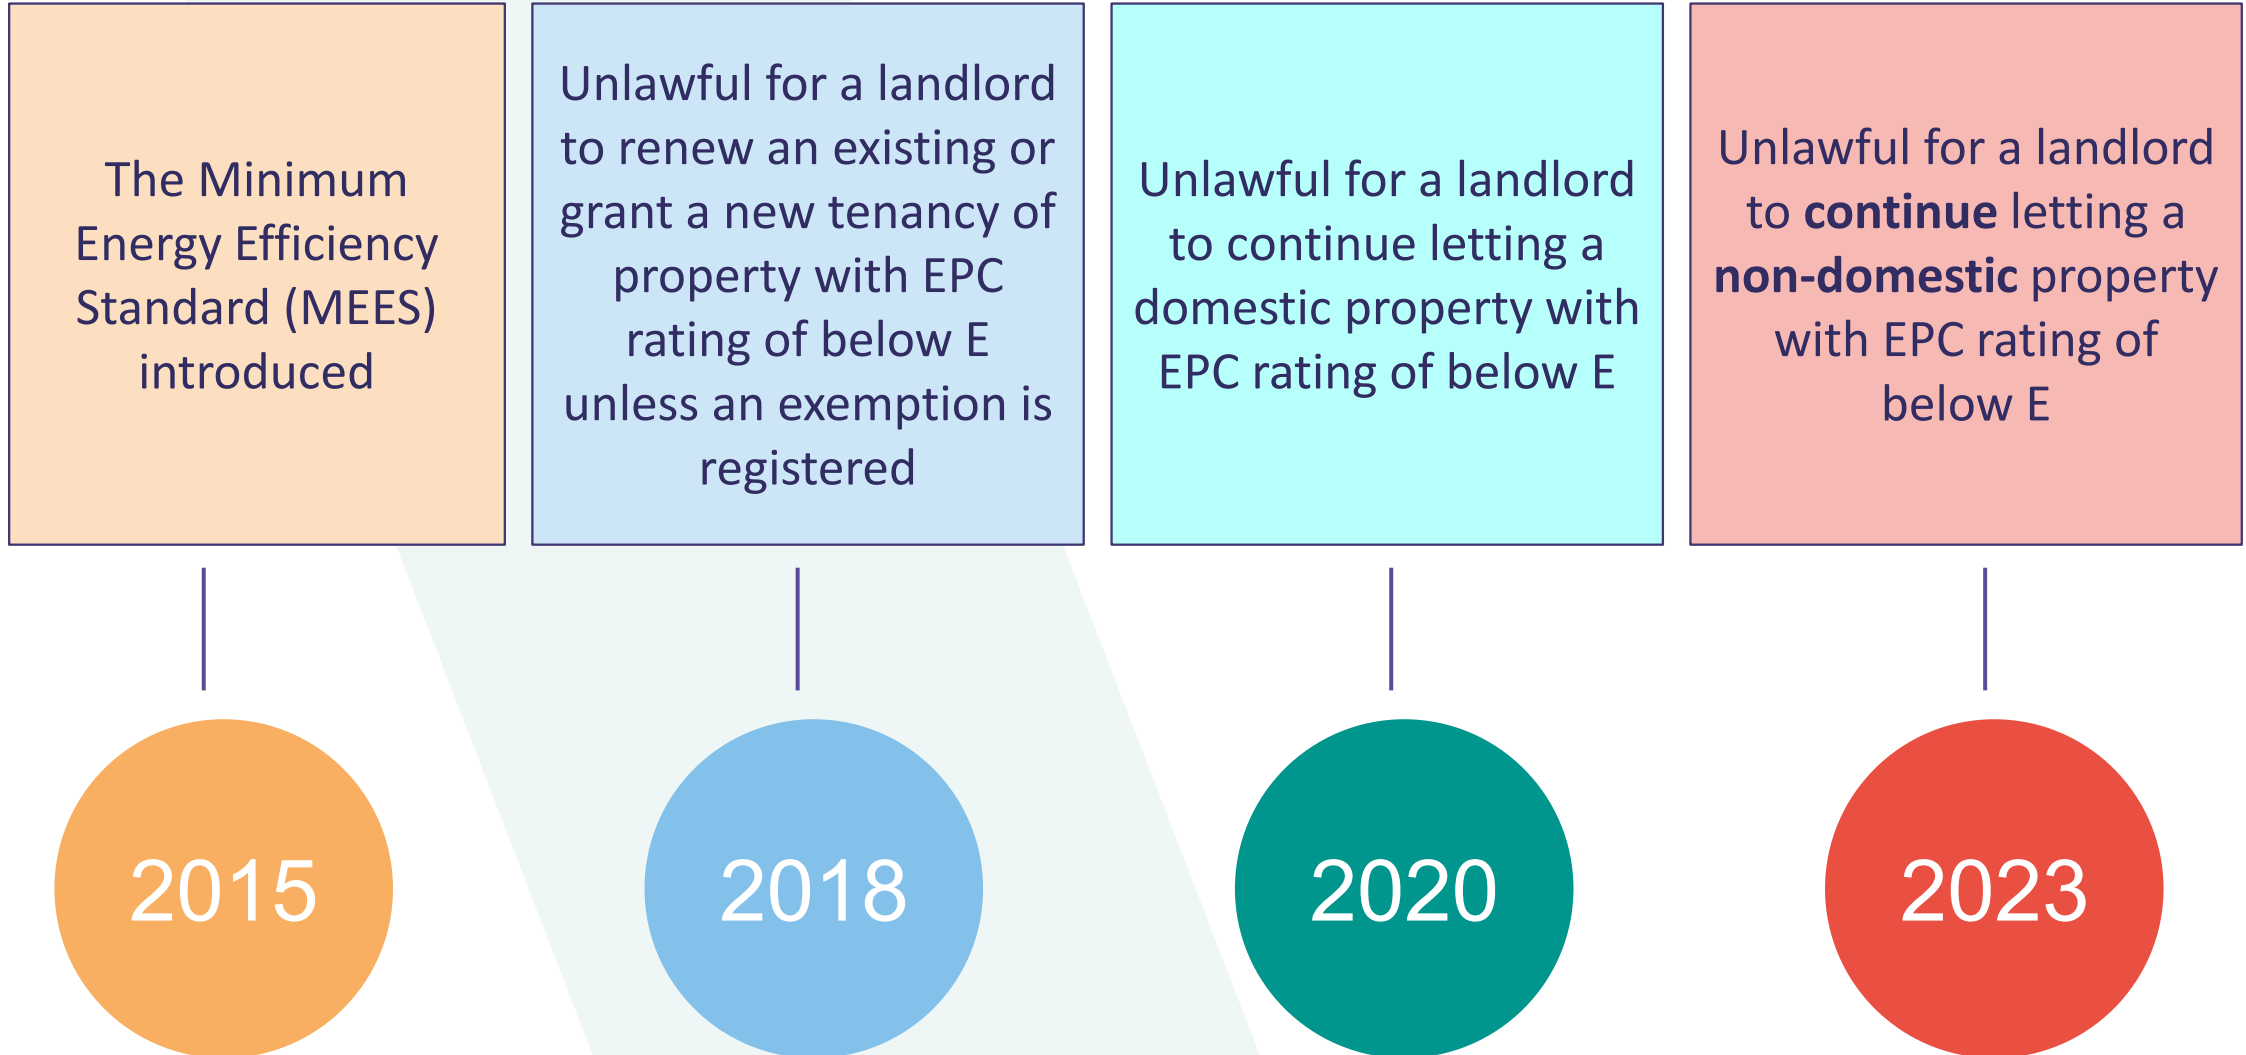 The Minimum
Energy Efficiency
Standard (MEES)
introduced
Unlawful for a landlord
to renew an existing or
grant a new tenancy of
property with EPC
rating of below E
unless an exemption is
registered
Unlawful for a landlord
to continue letting a
domestic property with
EPC rating of below E
Unlawful for a landlord
to continue letting a
non-domestic property
with EPC rating of
below E
2015
2018
2020
2023